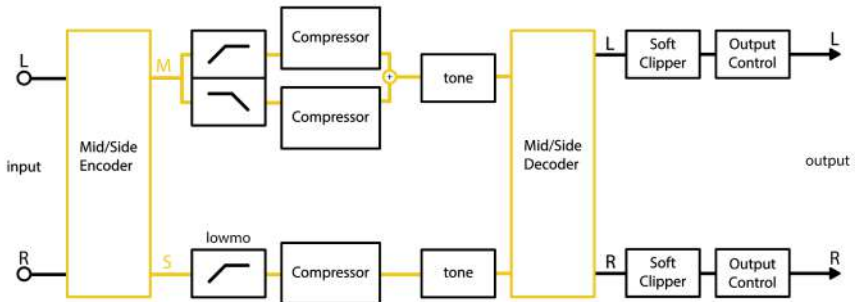 L
input
R
Mid/Side
Encoder
M
S
lowmo
Compressor
Compressor
+
Compressor
tone
tone
Mid/Side
Decoder
L
Soft
Clipper
Output
Control
L
output
R
Soft
Clipper
Output
Control
R